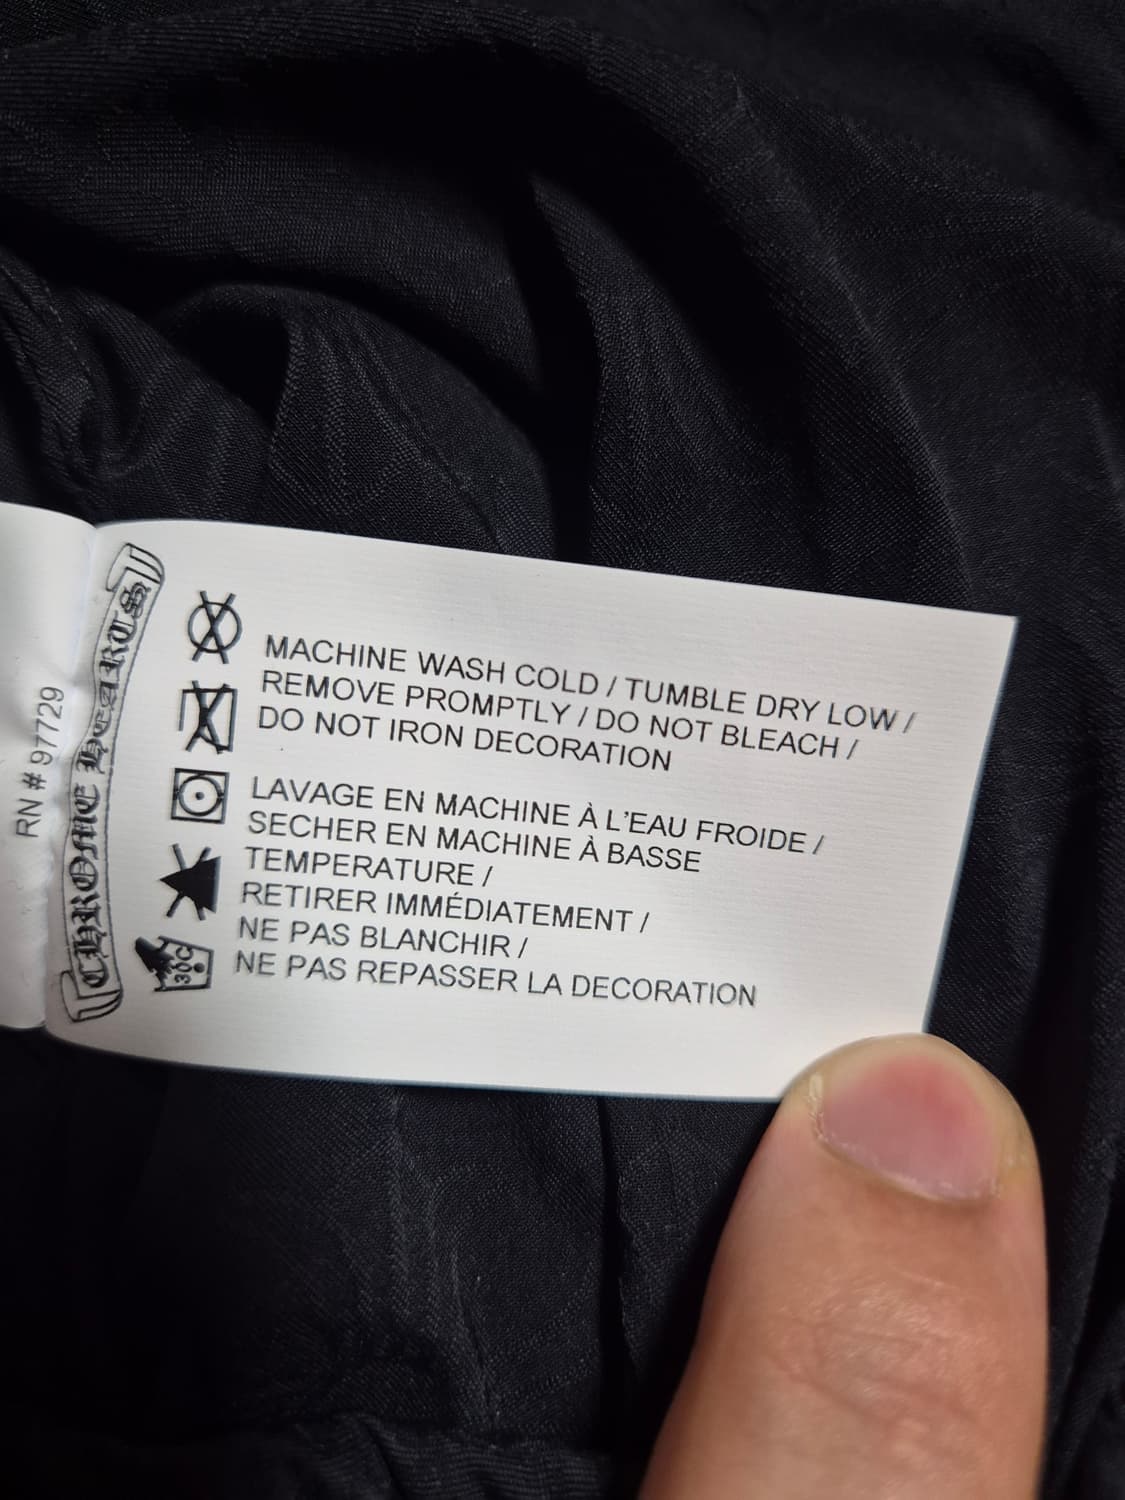 RN # 97729
CHROME HEARTS
MACHINE WASH COLD / TUMBLE DRY LOW /
REMOVE PROMPTLY / DO NOT BLEACH /
DO NOT IRON DECORATION
LAVAGE EN MACHINE À L'EAU FROIDE /
SECHER EN MACHINE À BASSE
TEMPERATURE /
RETIRER IMMÉDIATEMENT /
NE PAS BLANCHIR /
NE PAS REPASSER LA DECORATION
30C